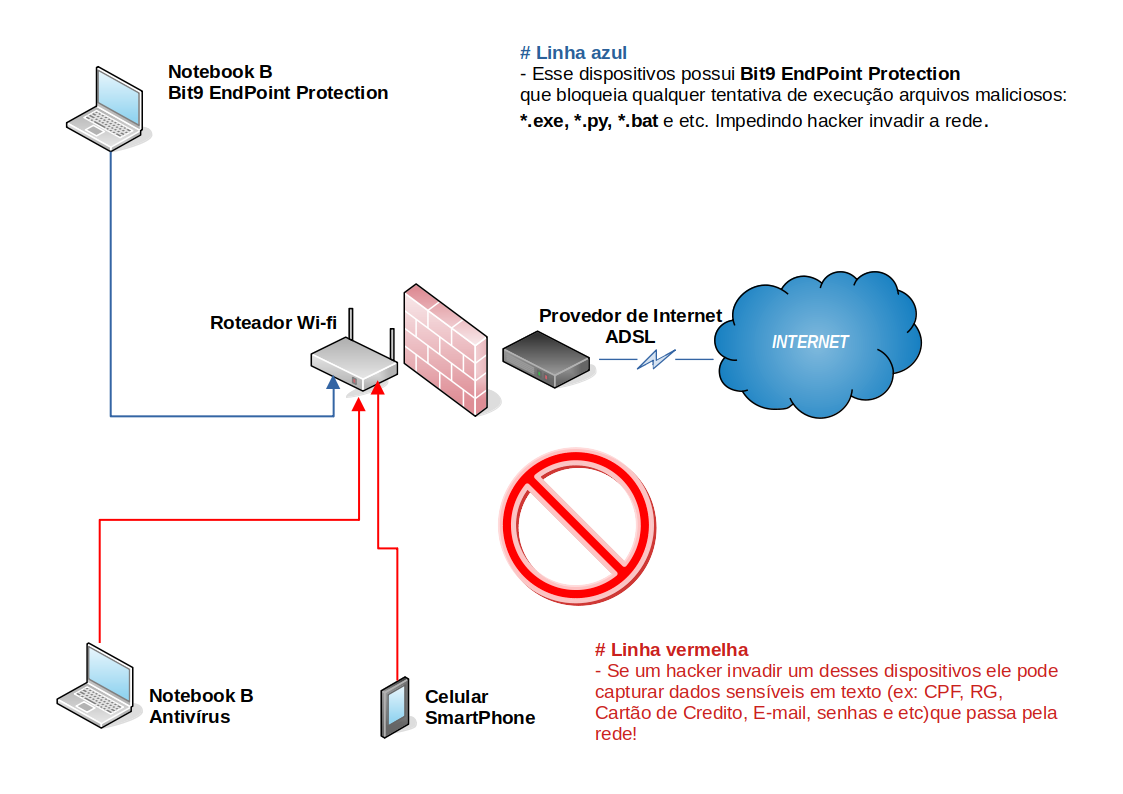 Notebook B
Bit9 EndPoint Protection
# Linha azul
- Esse dispositivos possui Bit9 EndPoint Protection
que bloqueia qualquer tentativa de execução arquivos maliciosos:
*.exe, *.py, *.bat e etc. Impedindo hacker invadir a rede.
Roteador Wi-fi
Provedor de Internet
ADSL
INTERNET
Notebook B
Antivírus
Celular
SmartPhone
# Linha vermelha
- Se um hacker invadir um desses dispositivos ele pode
capturar dados sensíveis em texto (ex: CPF, RG,
Cartão de Credito, E-mail, senhas e etc)que passa pela
rede!